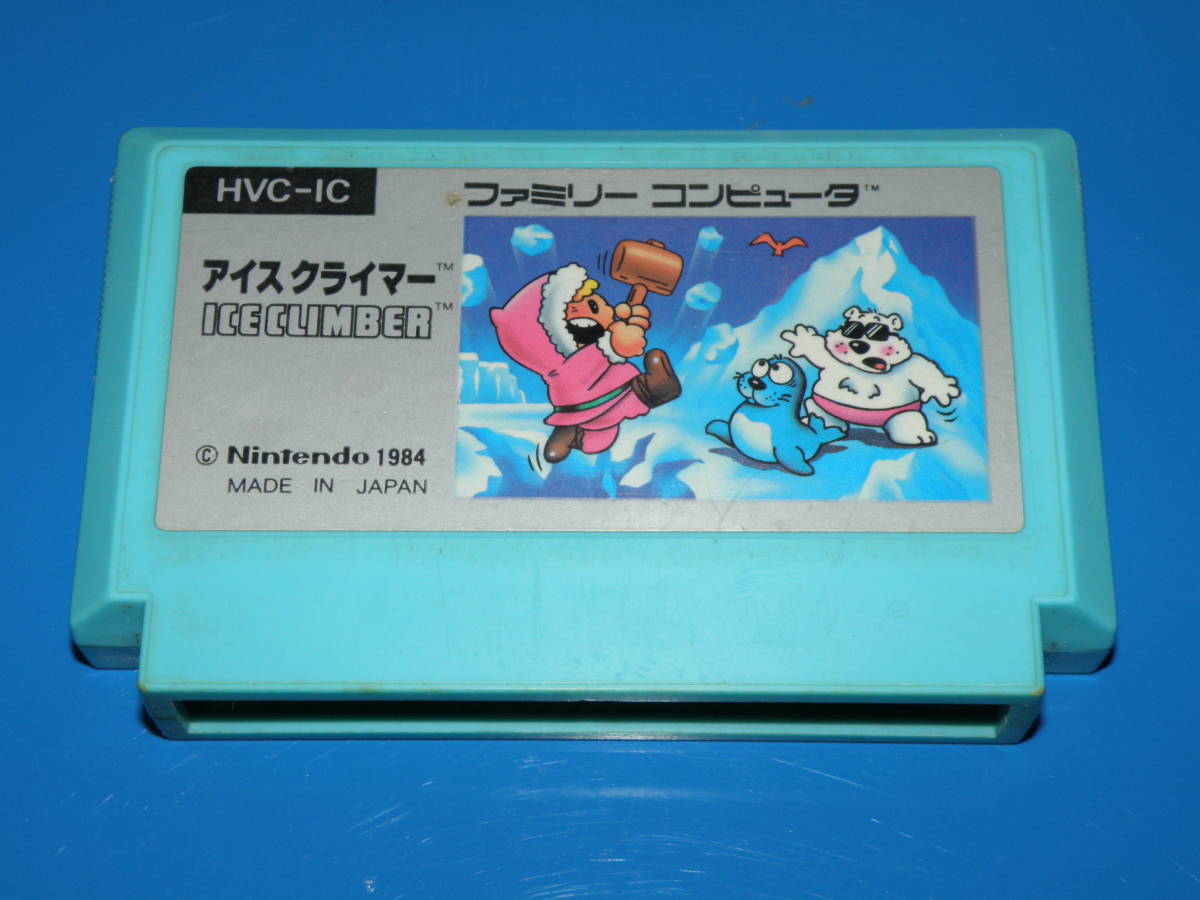 HVC-IC
ファミリー コンピュータ™
アイスクライマー™
ICE CLIMBER™
© Nintendo 1984
MADE IN JAPAN